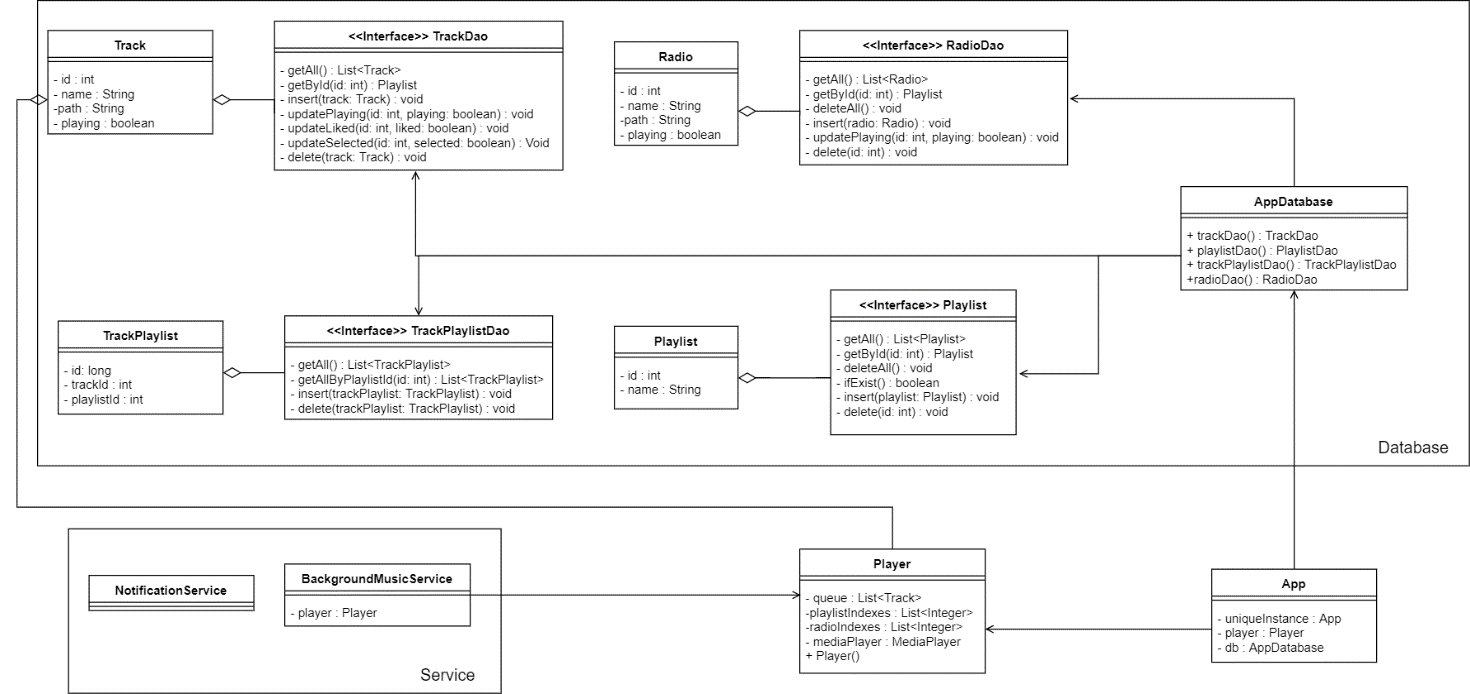 Track
- id : int
- name : String
-path : String
- playing : boolean
<<Interface>> TrackDao
- getAll() : List<Track>
- getById(id: int) : Playlist
- insert(track: Track) : void
- updatePlaying(id: int, playing: boolean) : void
- updateLiked(id: int, liked: boolean) : void
- updateSelected(id: int, selected: boolean) : Void
- delete(track: Track) : void
Radio
- id : int
- name : String
-path : String
- playing : boolean
<<Interface>> RadioDao
- getAll() : List<Radio>
- getById(id: int) : Playlist
- deleteAll() : void
- insert(radio: Radio) : void
- updatePlaying(id: int, playing: boolean) : void
- delete(id: int) : void
AppDatabase
+ trackDao() : TrackDao
+ playlistDao() : PlaylistDao
+ trackPlaylistDao() : TrackPlaylistDao
+radioDao() : RadioDao
TrackPlaylist
- id: long
- trackId : int
- playlistId : int
<<Interface>> TrackPlaylistDao
- getAll() : List<TrackPlaylist>
- getAllByPlaylistId(id: int) : List<TrackPlaylist>
- insert(trackPlaylist: TrackPlaylist) : void
- delete(trackPlaylist: TrackPlaylist) : void
Playlist
- id : int
- name : String
<<Interface>> Playlist
- getAll() : List<Playlist>
- getById(id: int) : Playlist
- deleteAll() : void
- ifExist() : boolean
- insert(playlist: Playlist) : void
- delete(id: int) : void
Database
NotificationService
BackgroundMusicService
- player : Player
Service
Player
- queue : List<Track>
-playlistIndexes : List<Integer>
-radioIndexes : List<Integer>
- mediaPlayer : MediaPlayer
+ Player()
App
- uniqueInstance : App
- player : Player
- db : AppDatabase